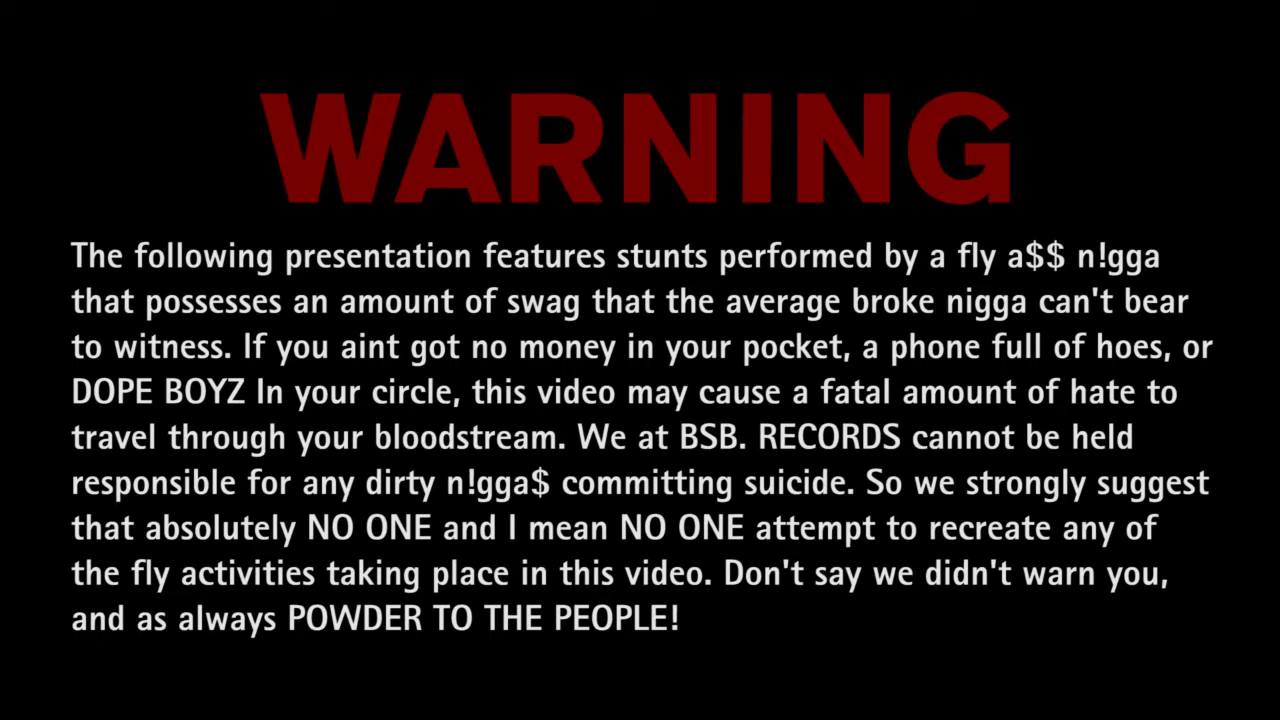 WARNING
The following presentation features stunts performed by a fly a$$ n!gga
that possesses an amount of swag that the average broke nigga can't bear
to witness. If you aint got no money in your pocket, a phone full of hoes, or
DOPE BOYZ In your circle, this video may cause a fatal amount of hate to
travel through your bloodstream. We at BSB. RECORDS cannot be held
responsible for any dirty n!gga$ committing suicide. So we strongly suggest
that absolutely NO ONE and I mean NO ONE attempt to recreate any of
the fly activities taking place in this video. Don't say we didn't warn you,
and as always POWDER TO THE PEOPLE!